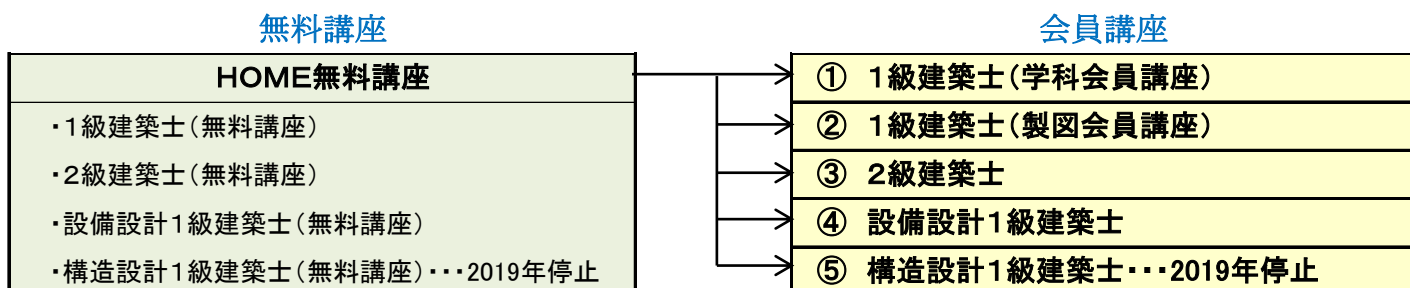 無料講座
会員講座
HOME無料講座
・1級建築士(無料講座)
・2級建築士(無料講座)
・設備設計1級建築士(無料講座)
・構造設計1級建築士(無料講座)・・・2019年停止
① 1級建築士(学科会員講座)
② 1級建築士(製図会員講座)
③ 2級建築士
④ 設備設計1級建築士
⑤ 構造設計1級建築士・・・2019年停止